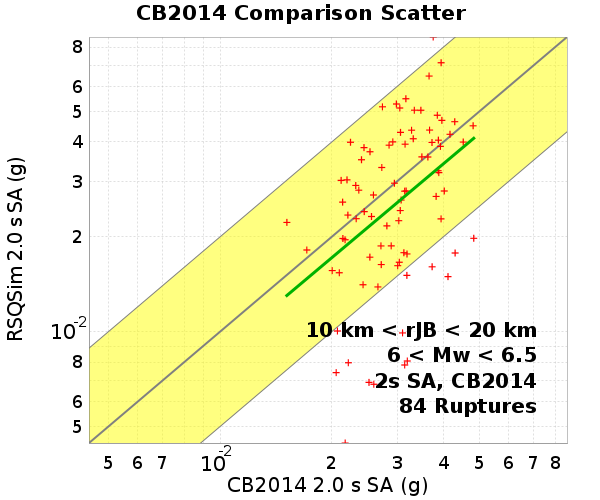 CB2014 Comparison Scatter
RSQSim 2.0 s SA (g)
8
6
5
4
3
2
10⁻²
8
6
5
10 km < rJB < 20 km
6 < Mw < 6.5
2s SA, CB2014
84 Ruptures
5 6 7 10⁻² 2 3 4 5 6 7 8
CB2014 2.0 s SA (g)